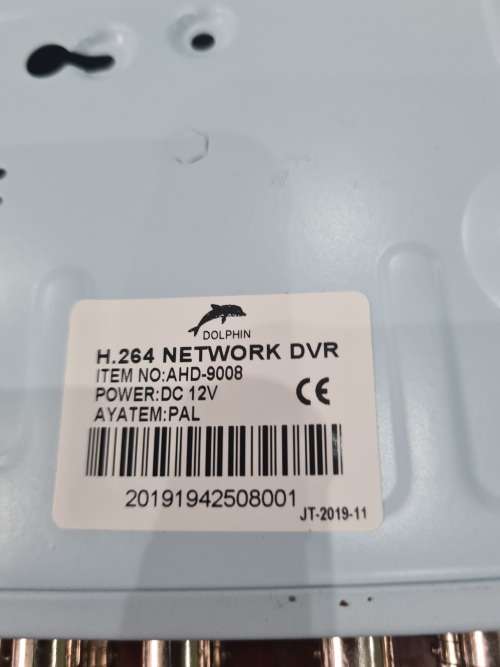 DOLPHIN
H.264 NETWORK DVR
ITEM NO:AHD-9008
POWER:DC 12V
CE
AYATEM:PAL
20191942508001
JT-2019-11